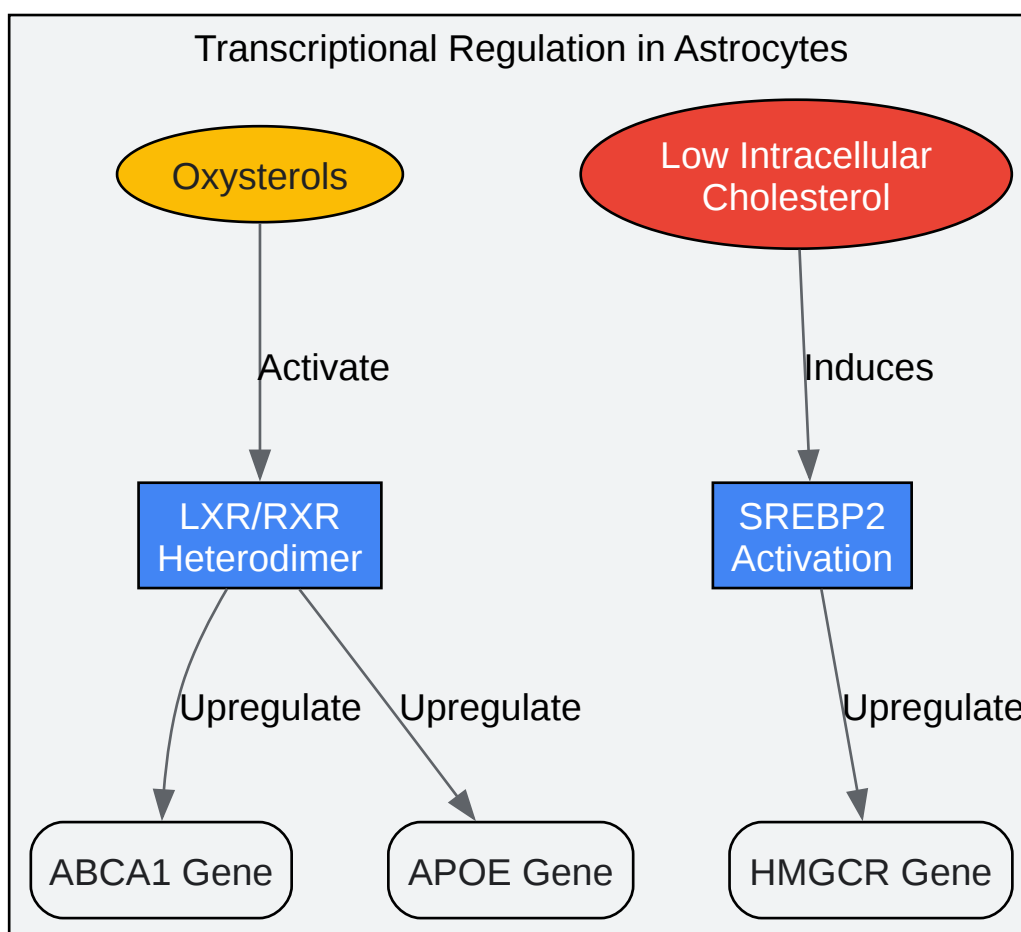 Transcriptional Regulation in Astrocytes
Oxysterols
Low Intracellular
Cholesterol
Activate
Induces
LXR/RXR
Heterodimer
SREBP2
Activation
Upregulate
Upregulate
Upregulate
ABCA1 Gene
APOE Gene
HMGCR Gene